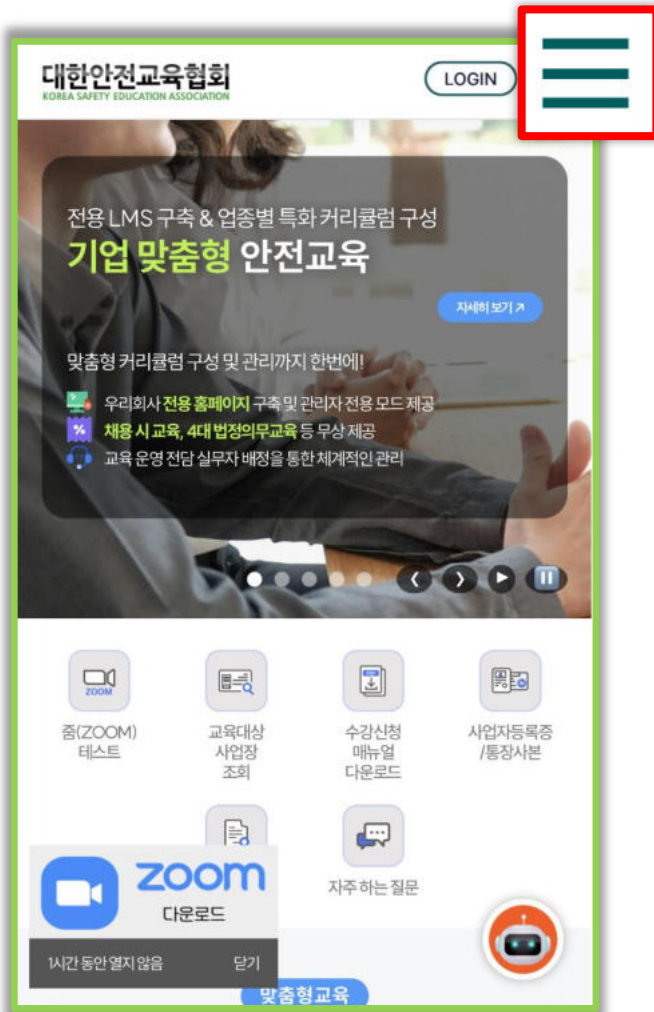 대한안전교육협회
KOREA SAFETY EDUCATION ASSOCIATION
LOGIN
전용 LMS 구축 & 업종별 특화 커리큘럼 구성
기업 맞춤형 안전교육
자세히 보기
맞춤형 커리큘럼 구성 및 관리까지 한번에!
우리회사 전용 홈페이지 구축 및 관리자 전용 모드 제공
채용 시 교육, 4대 법정의무교육 등 무상 제공
교육 운영 전담 실무자 배정을 통한 체계적인 관리
ZOOM
줌(ZOOM)
테스트
교육대상
사업장
조회
수강신청
매뉴얼
다운로드
사업자등록증
/통장사본
자주 하는 질문
zoom
다운로드
1시간 동안 열지 않음 닫기
맞춤형교육